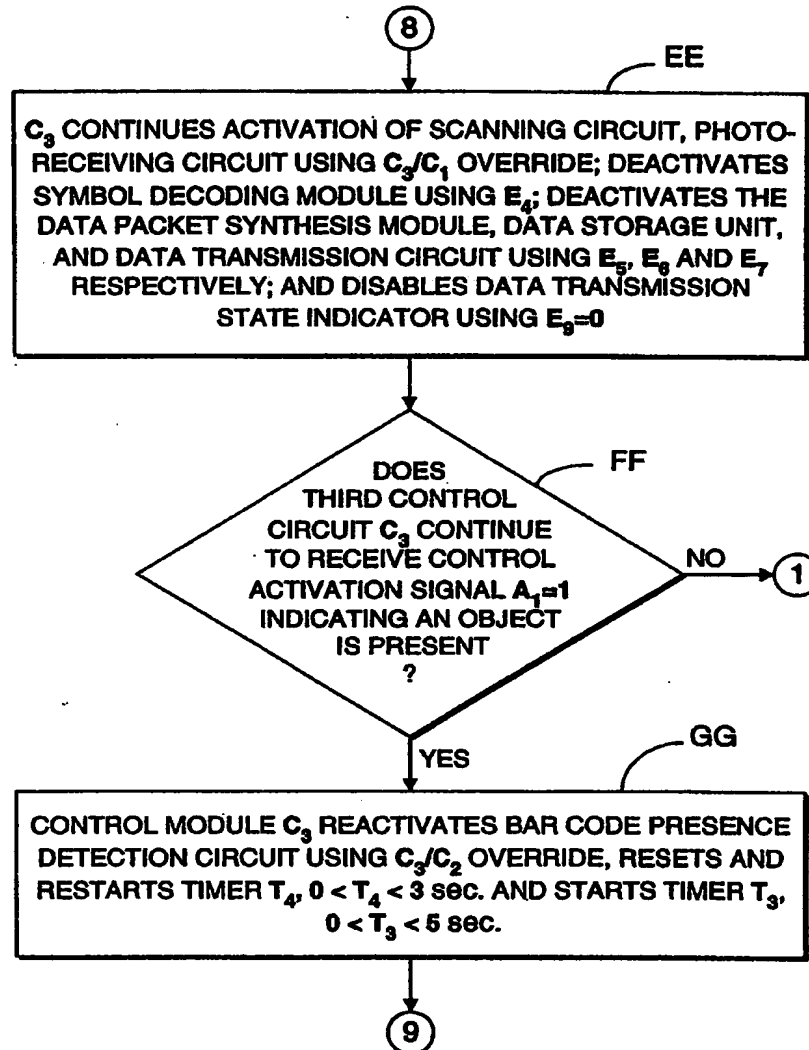 8
EE
C₃ CONTINUES ACTIVATION OF SCANNING CIRCUIT, PHOTO-
RECEIVING CIRCUIT USING C₃/C₁ OVERRIDE; DEACTIVATES
SYMBOL DECODING MODULE USING E₄; DEACTIVATES THE
DATA PACKET SYNTHESIS MODULE, DATA STORAGE UNIT,
AND DATA TRANSMISSION CIRCUIT USING E₅, E₆ AND E₇
RESPECTIVELY; AND DISABLES DATA TRANSMISSION
STATE INDICATOR USING E₉=0
FF
DOES
THIRD CONTROL
CIRCUIT C₃ CONTINUE
TO RECEIVE CONTROL
ACTIVATION SIGNAL A₁=1
INDICATING AN OBJECT
IS PRESENT
?
NO
1
YES
GG
CONTROL MODULE C₃ REACTIVATES BAR CODE PRESENCE
DETECTION CIRCUIT USING C₃/C₂ OVERRIDE, RESETS AND
RESTARTS TIMER T₄, 0 < T₄ < 3 sec. AND STARTS TIMER T₃,
0 < T₃ < 5 sec.
9